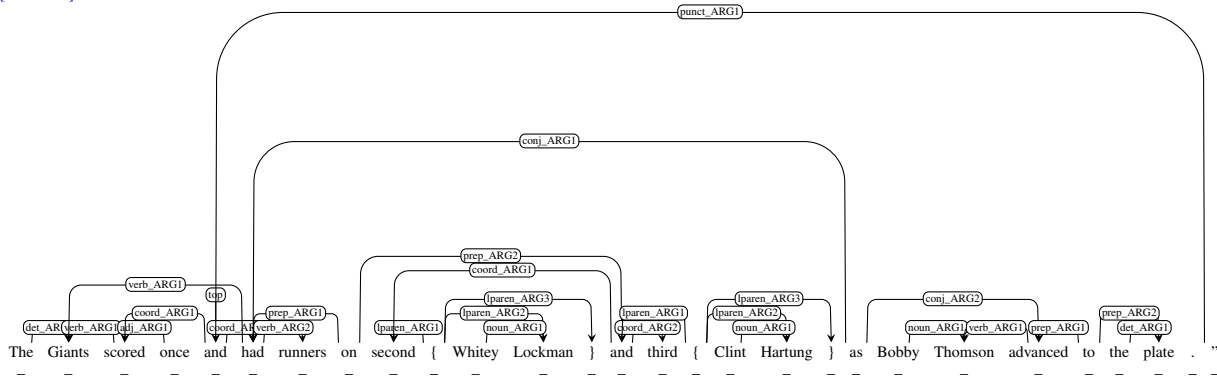 punct_ARG1
conj_ARG1
prep_ARG2
coord_ARG1
verb_ARG1
top
lparen_ARG3 lparen_ARG3 conj_ARG2
coord_ARG1 prep_ARG1 lparen_ARG2 lparen_ARG1 lparen_ARG2 prep_ARG2
verb_ARG1 adj_ARG1 verb_ARG2 lparen_ARG1 noun_ARG1 coord_ARG2 noun_ARG1 noun_ARG1 verb_ARG1 prep_ARG1 det_ARG1
The Giants scored once and had runners on second { Whitey Lockman } and third { Clint Hartung } as Bobby Thomson advanced to the plate . ”